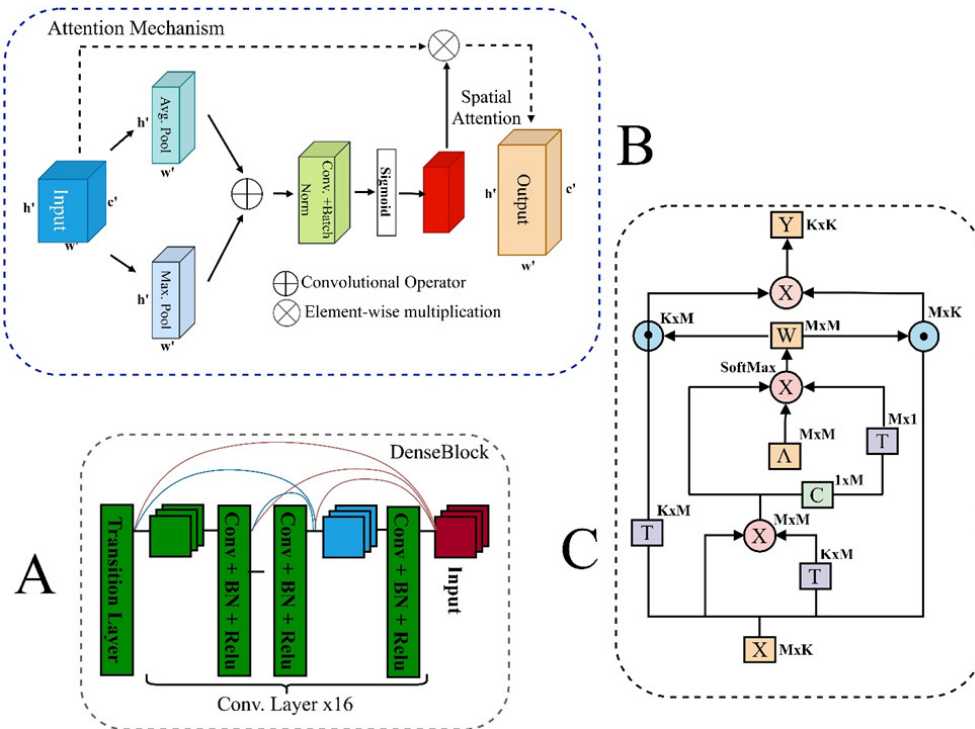 Attention Mechanism
h'
Avg. Pool
w'
Input
h'
c'
w'
h'
Max. Pool
w'
Conv. +Batch
Norm
Sigmoid
Spatial
Attention
Output
h'
c'
w'
Convolutional Operator
Element-wise multiplication
B
Y KxK
X
KxM
W MxM
MxK
SoftMax
X
Mx1
T
Λ MxM
C 1xM
KxM
T
X MxM
KxM
T
X MxK
C
A
DenseBlock
Transition Layer
Conv + BN + Relu
Conv + BN + Relu
Conv + BN + Relu
Input
Conv. Layer x16